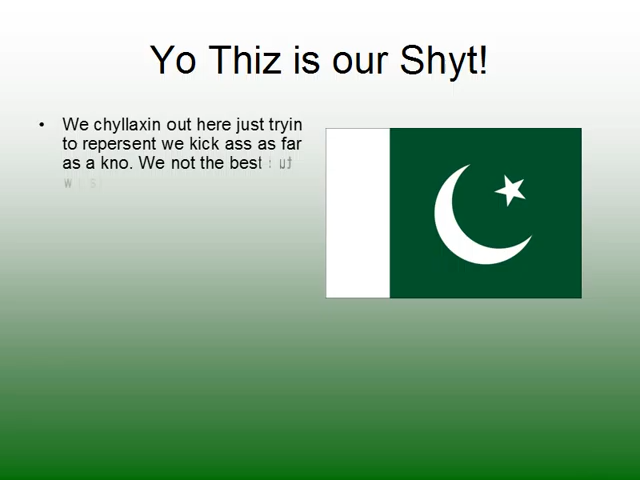 Yo Thiz is our Shyt!
• We chyllaxin out here just tryin
to repersent we kick ass as far
as a kno. We not the best